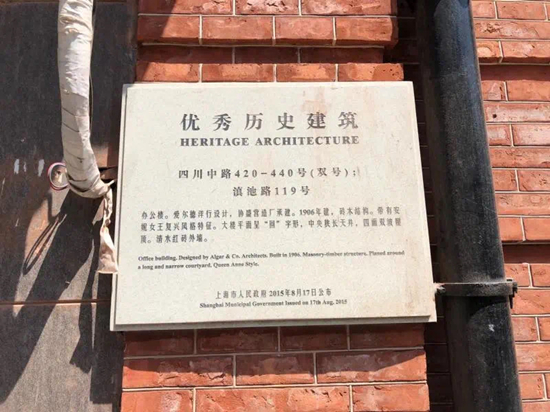 优秀历史建筑
HERITAGE ARCHITECTURE
四川中路420-440号(双号);
滇池路119号
办公楼。爱尔德洋行设计,协盛营造厂承建。1906年建,砖木结构。带有安
妮女王复兴风格特征。大楼平面呈"回"字形,中央狭长天井,四面双坡屋
顶。清水红砖外墙。
Office building. Designed by Algar & Co. Architects. Built in 1906. Masonry-timber structure. Planed around
a long and narrow courtyard. Queen Anne Style.
上海市人民政府 2015年8月17日公布
Shanghai Municipal Government Issued on 17th Aug. 2015